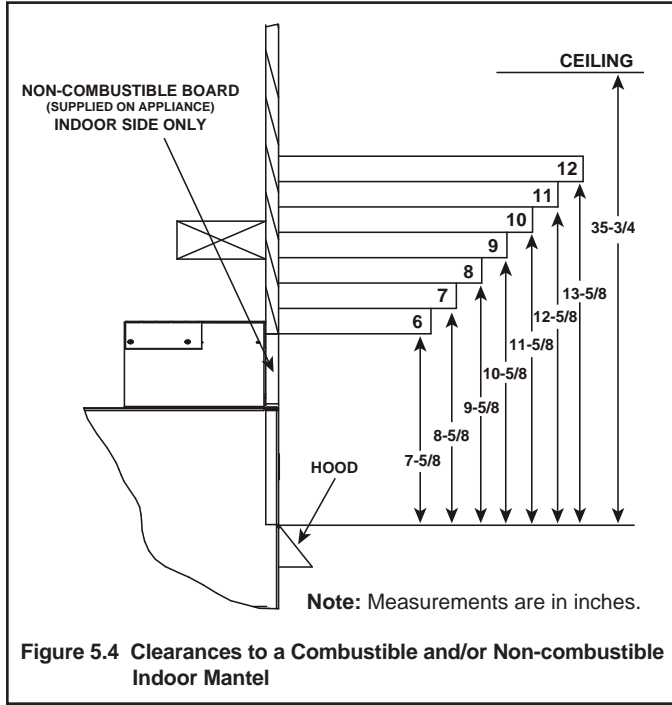 CEILING
NON-COMBUSTIBLE BOARD
(SUPPLIED ON APPLIANCE)
INDOOR SIDE ONLY
12
11
10
9
8
7
6
35-3/4
13-5/8
12-5/8
11-5/8
10-5/8
9-5/8
8-5/8
7-5/8
HOOD
Note: Measurements are in inches.
Figure 5.4 Clearances to a Combustible and/or Non-combustible
Indoor Mantel